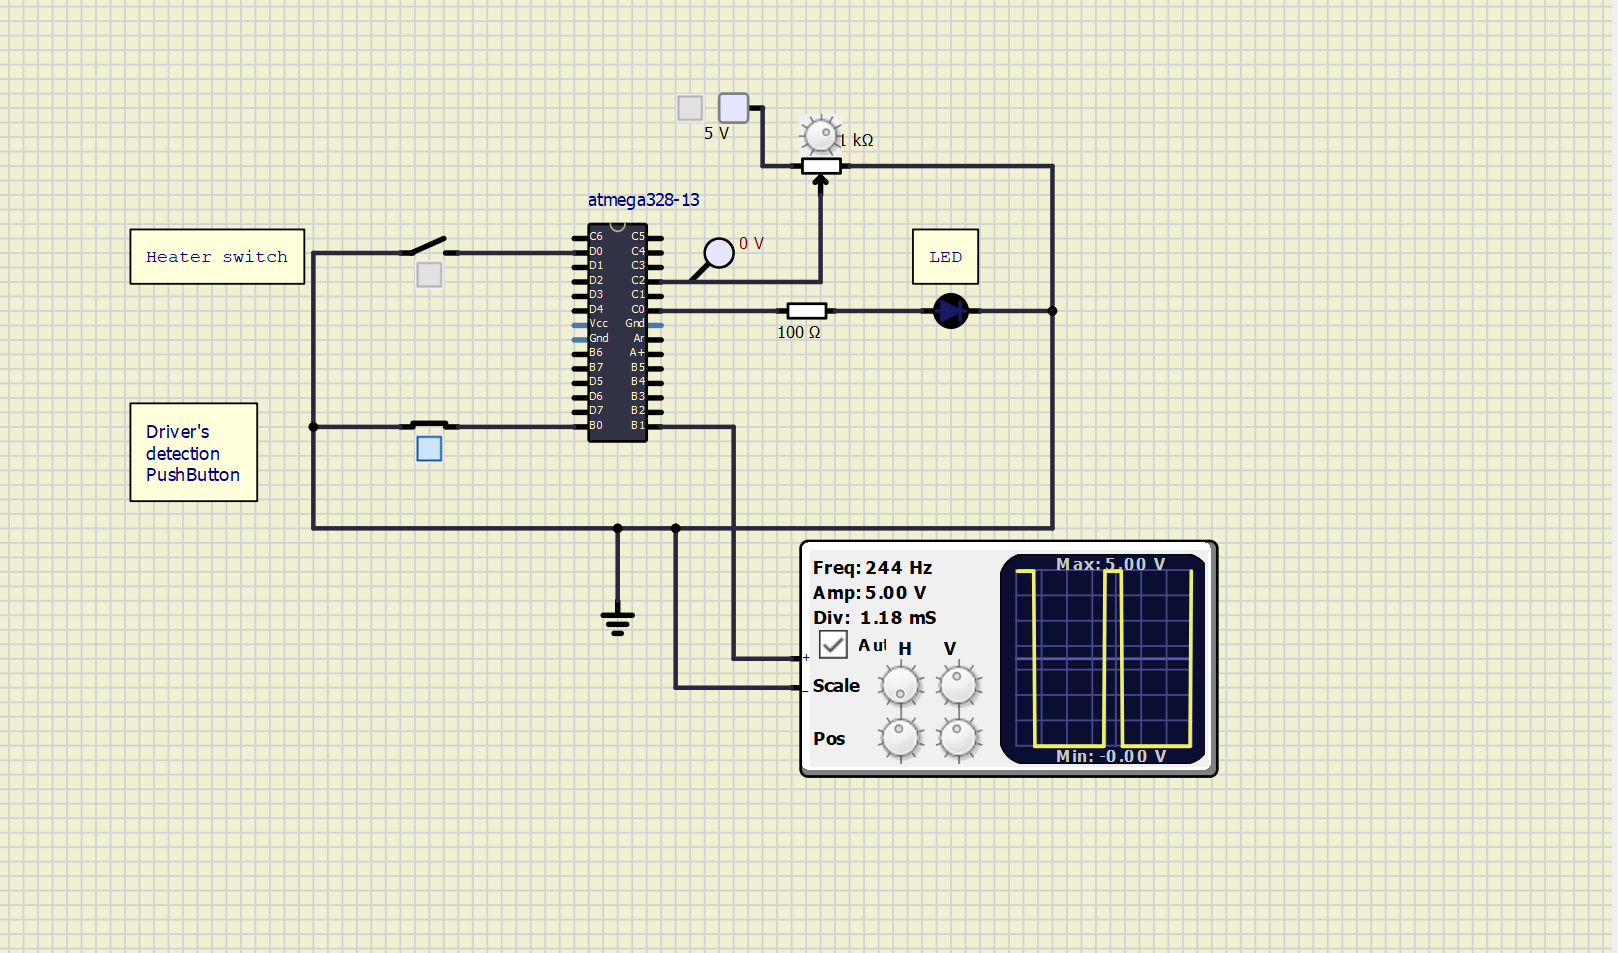 5 V
1 kΩ
atmega328-13
Heater switch
0 V
LED
C6 C5
D0 C4
D1 C3
D2 C2
D3 C1
D4 C0
Vcc Gnd
Gnd Ar
B6 A+
B7 B5
D5 B4
D6 B3
D7 B2
B0 B1
100 Ω
Driver's
detection
PushButton
Freq: 244 Hz
Amp: 5.00 V
Div: 1.18 mS
Aut H V
+
Scale
_
Pos
Max: 5.00 V
Min: -0.00 V